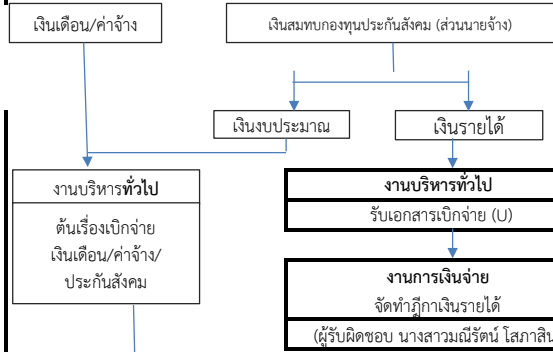 เงินเดือน/ค่าจ้าง
เงินสมทบกองทุนประกันสังคม (ส่วนนายจ้าง)
เงินงบประมาณ
เงินรายได้
งานบริหารทั่วไป
ต้นเรื่องเบิกจ่าย
เงินเดือน/ค่าจ้าง/
ประกันสังคม
งานบริหารทั่วไป
รับเอกสารเบิกจ่าย (U)
งานการเงินจ่าย
จัดทำฎีกาเงินรายได้
(ผู้รับผิดชอบ นางสาวมณีรัตน์ โสภาสิน